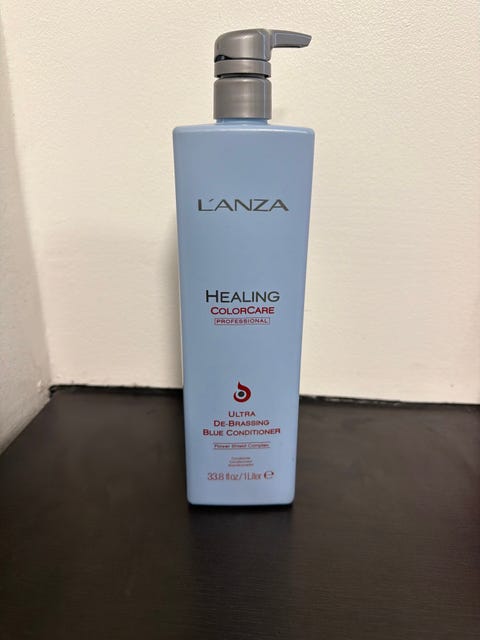 L'ANZA
HEALING
COLORCARE
PROFESSIONAL
ULTRA
DE-BRASSING
BLUE CONDITIONER
Flower Shield Complex
33.8 fl oz/1 Liter ℮